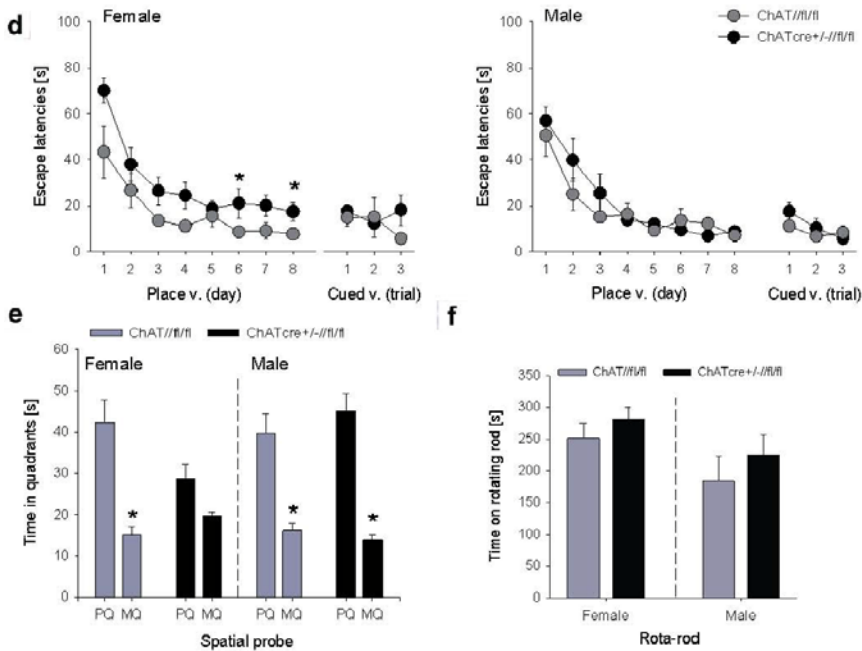 d
Female
Escape latencies [s]
100
80
60
40
20
0
*
*
1 2 3 4 5 6 7 8
1 2 3
Place v. (day)
Cued v. (trial)
Male
ChAT//fl/fl
ChATcre+/-//fl/fl
Escape latencies [s]
100
80
60
40
20
0
1 2 3 4 5 6 7 8
1 2 3
Place v. (day)
Cued v. (trial)
e
ChAT//fl/fl
ChATcre+/-//fl/fl
Female
Male
Time in quadrants [s]
60
50
40
30
20
10
0
*
*
*
PQ MQ PQ MQ PQ MQ PQ MQ
Spatial probe
f
ChAT//fl/fl
ChATcre+/-//fl/fl
Time on rotating rod [s]
350
300
250
200
150
100
50
0
Female
Male
Rota-rod